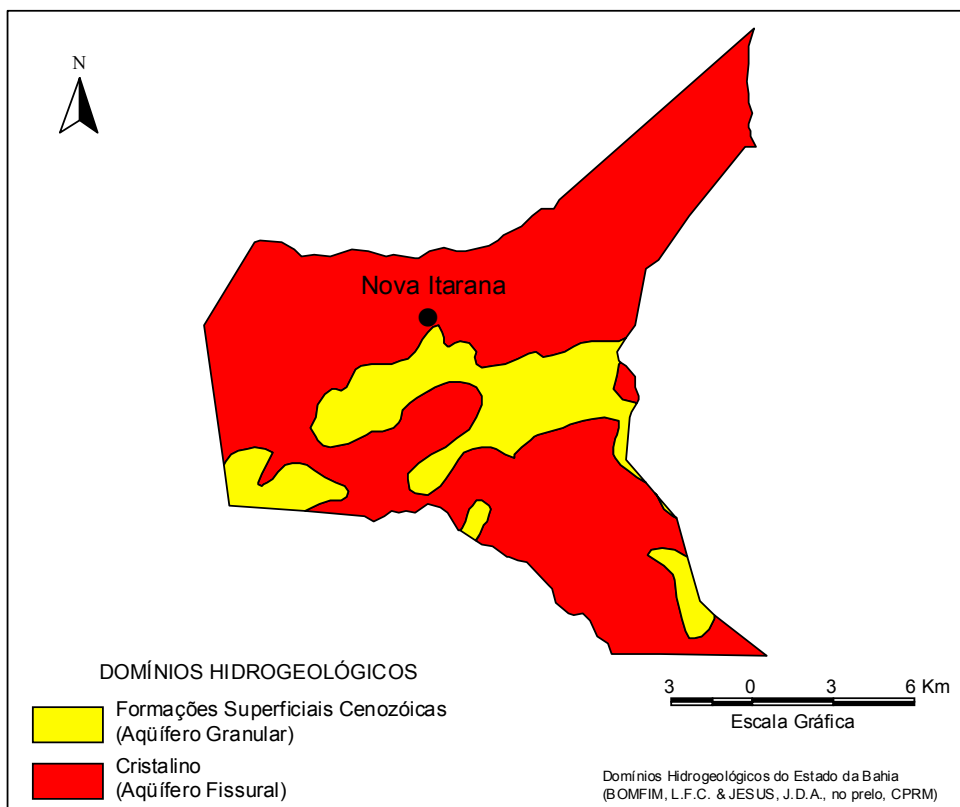 N
Nova Itarana
DOMÍNIOS HIDROGEOLÓGICOS
Formações Superficiais Cenozóicas
(Aqüífero Granular)
Cristalino
(Aqüífero Fissural)
3 0 3 6 Km
Escala Gráfica
Domínios Hidrogeológicos do Estado da Bahia
(BOMFIM, L.F.C. & JESUS, J.D.A., no prelo, CPRM)